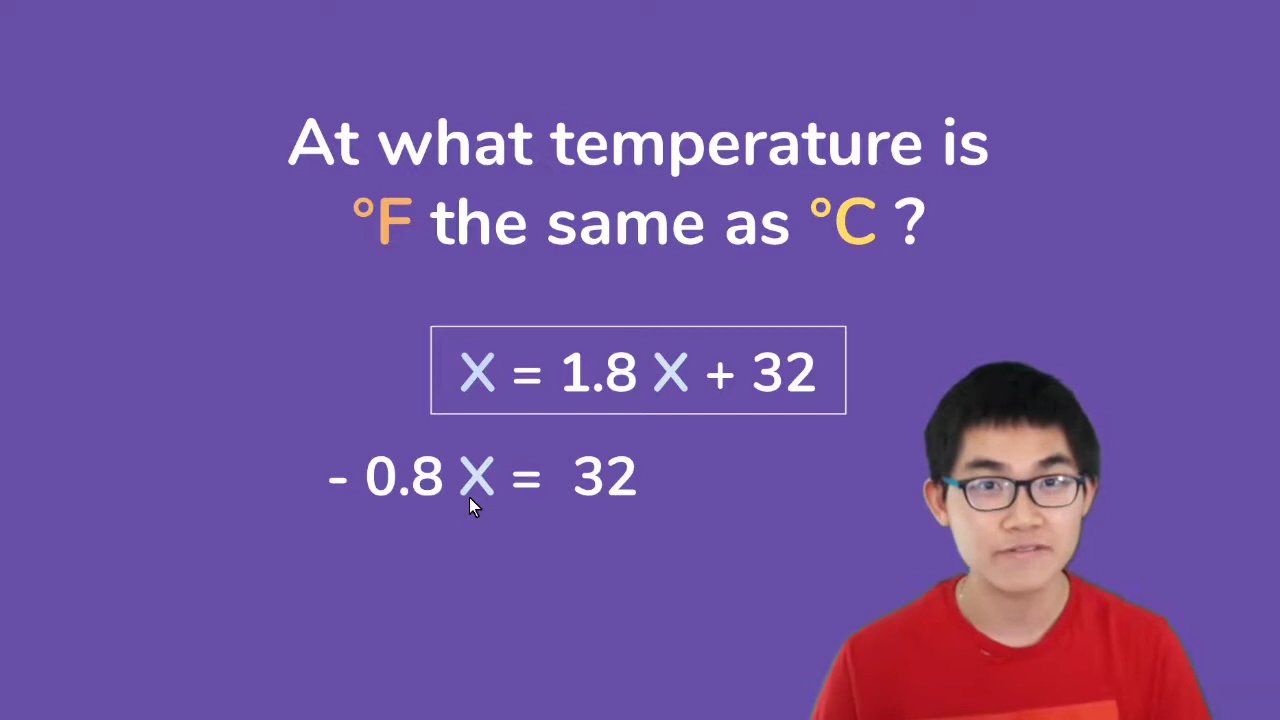 At what temperature is
°F the same as °C ?
X = 1.8 X + 32
- 0.8 X = 32